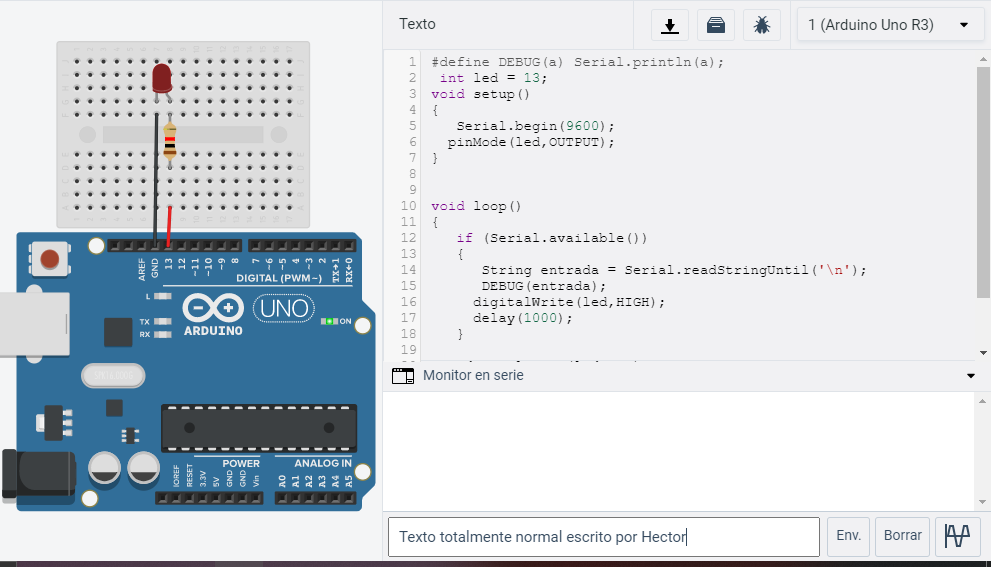 Texto
1 (Arduino Uno R3)
1 #define DEBUG(a) Serial.println(a);
2 int led = 13;
3 void setup()
4 {
5 Serial.begin(9600);
6 pinMode(led,OUTPUT);
7 }
8
9
10 void loop()
11 {
12 if (Serial.available())
13 {
14 String entrada = Serial.readStringUntil('\n');
15 DEBUG(entrada);
16 digitalWrite(led,HIGH);
17 delay(1000);
18 }
19
Monitor en serie
Texto totalmente normal escrito por Hector
Env.
Borrar
AREF
GND
13
12
~11
~10
~9
8
7
~6
~5
4
~3
2
TX→1
RX←0
DIGITAL (PWM~)
L
TX
RX
ARDUINO
UNO
ON
POWER
ANALOG IN
IOREF
RESET
3.3V
5V
GND
GND
Vin
A0
A1
A2
A3
A4
A5